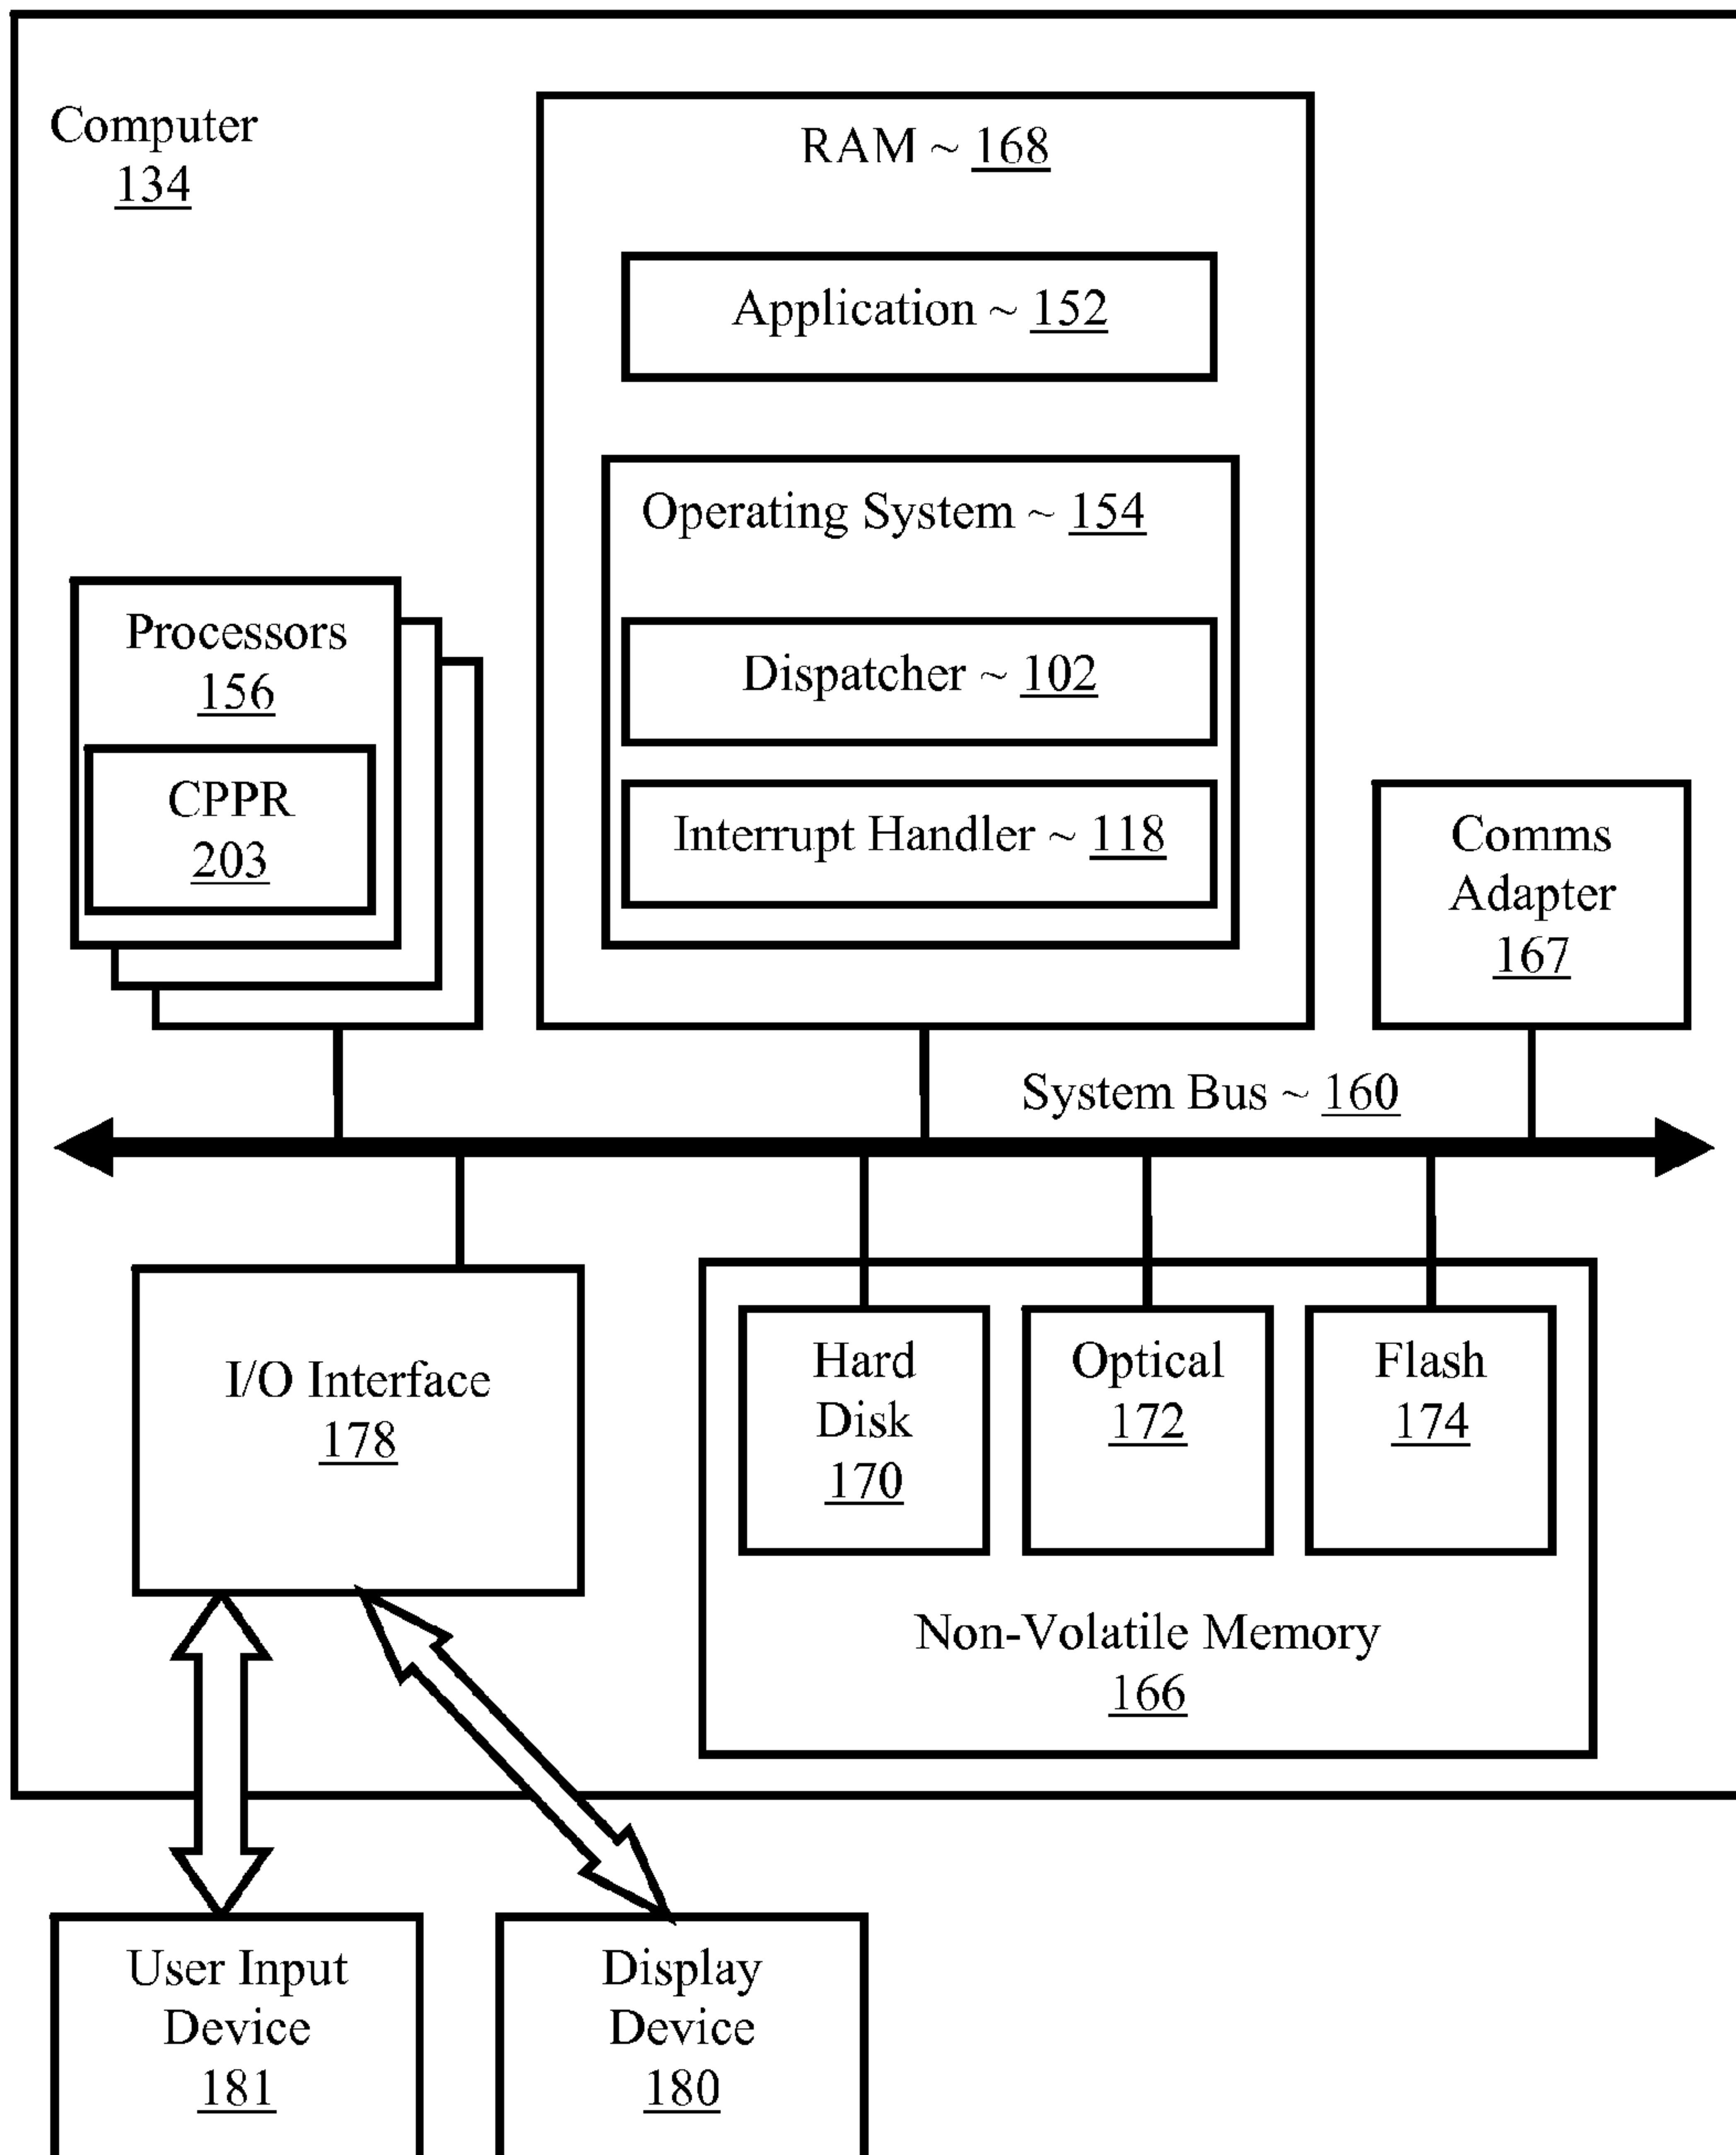 Computer
134
RAM ~ 168
Application ~ 152
Operating System ~ 154
Dispatcher ~ 102
Interrupt Handler ~ 118
Processors
156
CPPR
203
Comms
Adapter
167
System Bus ~ 160
I/O Interface
178
Hard
Disk
170
Optical
172
Flash
174
Non-Volatile Memory
166
User Input
Device
181
Display
Device
180